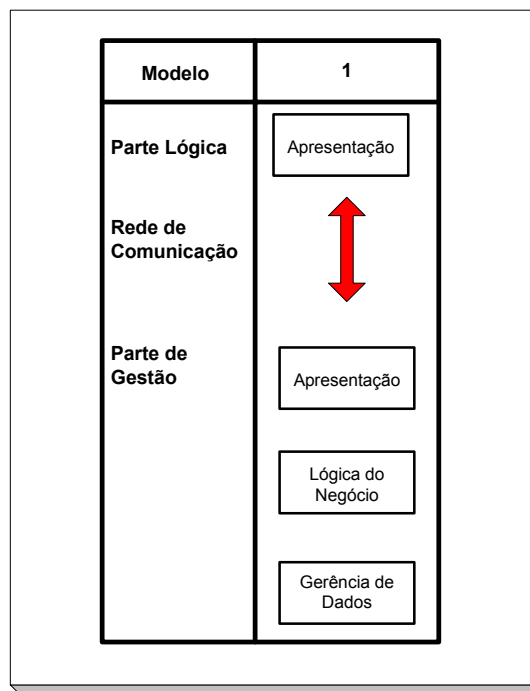 Modelo 1
Parte Lógica
Apresentação
Rede de
Comunicação
Parte de
Gestão
Apresentação
Lógica do
Negócio
Gerência de
Dados